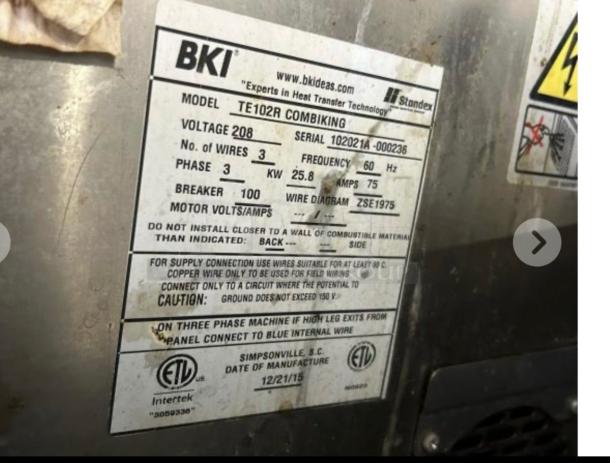 BKI®
www.bkideas.com
"Experts in Heat Transfer Technology"
Standex
MODEL TE102R COMBIKING
VOLTAGE 208 SERIAL 102021A-000236
No. of WIRES 3 FREQUENCY 60 Hz
PHASE 3 KW 25.8 AMPS 75
BREAKER 100 WIRE DIAGRAM ZSE1975
MOTOR VOLTS/AMPS --- / ---
DO NOT INSTALL CLOSER TO A WALL OF COMBUSTIBLE MATERIAL
THAN INDICATED: BACK --- --- SIDE
FOR SUPPLY CONNECTION USE WIRES SUITABLE FOR AT LEAST 90 C.
COPPER WIRE ONLY TO BE USED FOR FIELD WIRING
CONNECT ONLY TO A CIRCUIT WHERE THE POTENTIAL TO
CAUTION: GROUND DOES NOT EXCEED 150 V.
ON THREE PHASE MACHINE IF HIGH LEG EXITS FROM
PANEL CONNECT TO BLUE INTERNAL WIRE
SIMPSONVILLE, S.C.
DATE OF MANUFACTURE
12/21/15
ETL US
Intertek
"3059336"
ETL